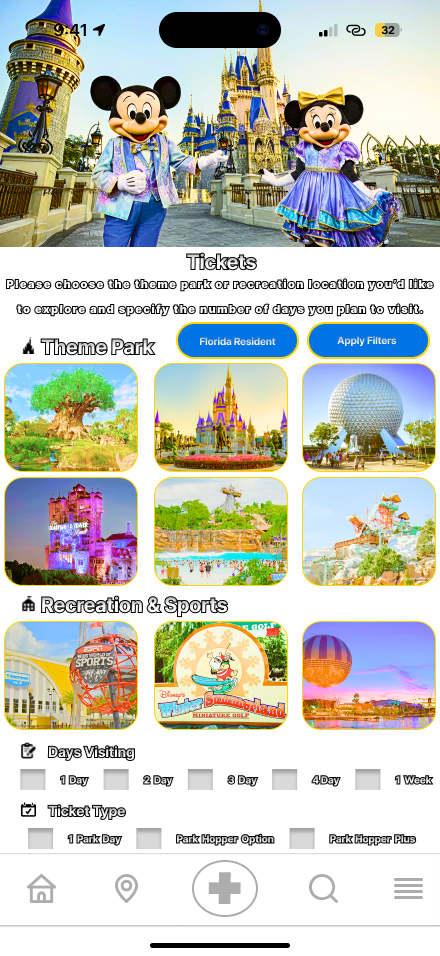 9:41
32
Tickets
Please choose the theme park or recreation location you'd like
to explore and specify the number of days you plan to visit.
Theme Park
Florida Resident
Apply Filters
Recreation & Sports
ESPN
WIDE WORLD OF
SPORTS
GOLF
Disney's
Winter Summerland
MINIATURE GOLF
Days Visiting
1 Day
2 Day
3 Day
4 Day
1 Week
Ticket Type
1 Park Day
Park Hopper Option
Park Hopper Plus